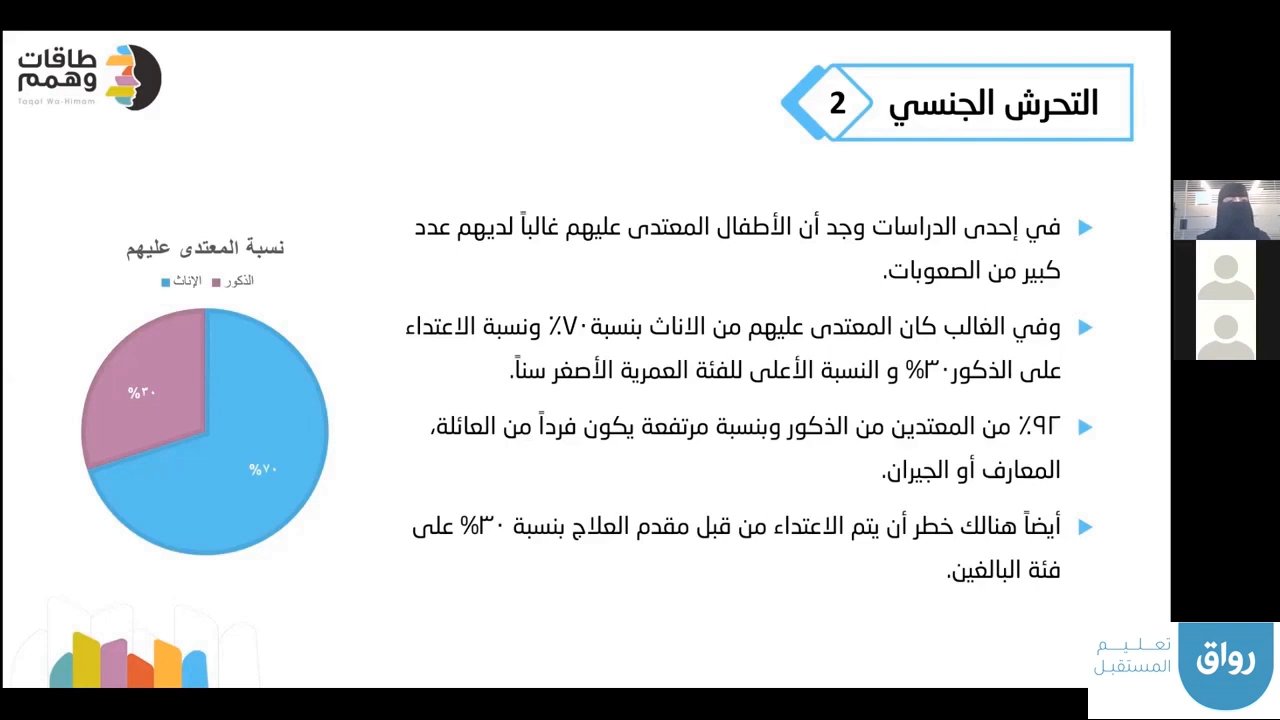 طاقات
وهمم
Taqat Wa-Himam
التحرش الجنسي 2
في إحدى الدراسات وجد أن الأطفال المعتدى عليهم غالباً لديهم عدد
كبير من الصعوبات.
وفي الغالب كان المعتدى عليهم من الاناث بنسبة٧٠٪ ونسبة الاعتداء
على الذكور٣٠% و النسبة الأعلى للفئة العمرية الأصغر سناً.
٩٢٪ من المعتدين من الذكور وبنسبة مرتفعة يكون فرداً من العائلة،
المعارف أو الجيران.
أيضاً هنالك خطر أن يتم الاعتداء من قبل مقدم العلاج بنسبة ٣٠% على
فئة البالغين.
نسبة المعتدى عليهم
الذكور الإناث
%٣٠
%٧٠
رواق
تعـلـيـم
المستقبـل